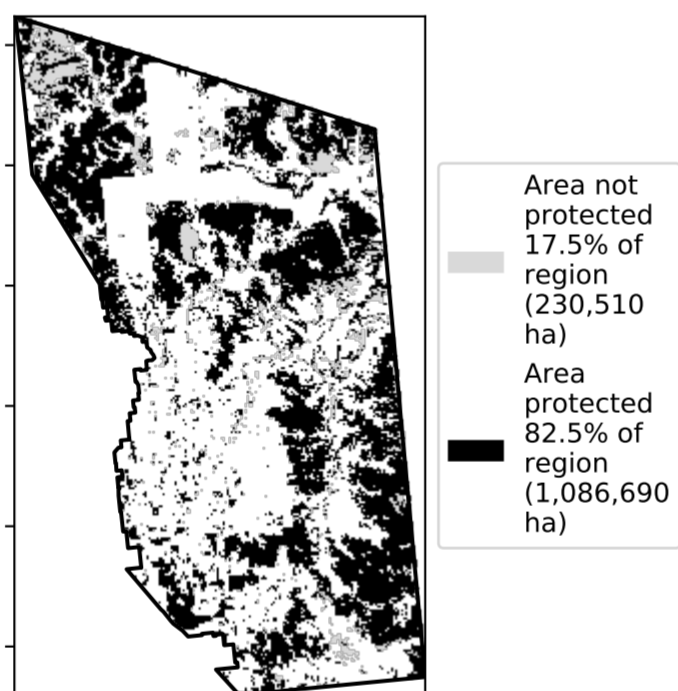 Area not
protected
17.5% of
region
(230,510
ha)
Area
protected
82.5% of
region
(1,086,690
ha)